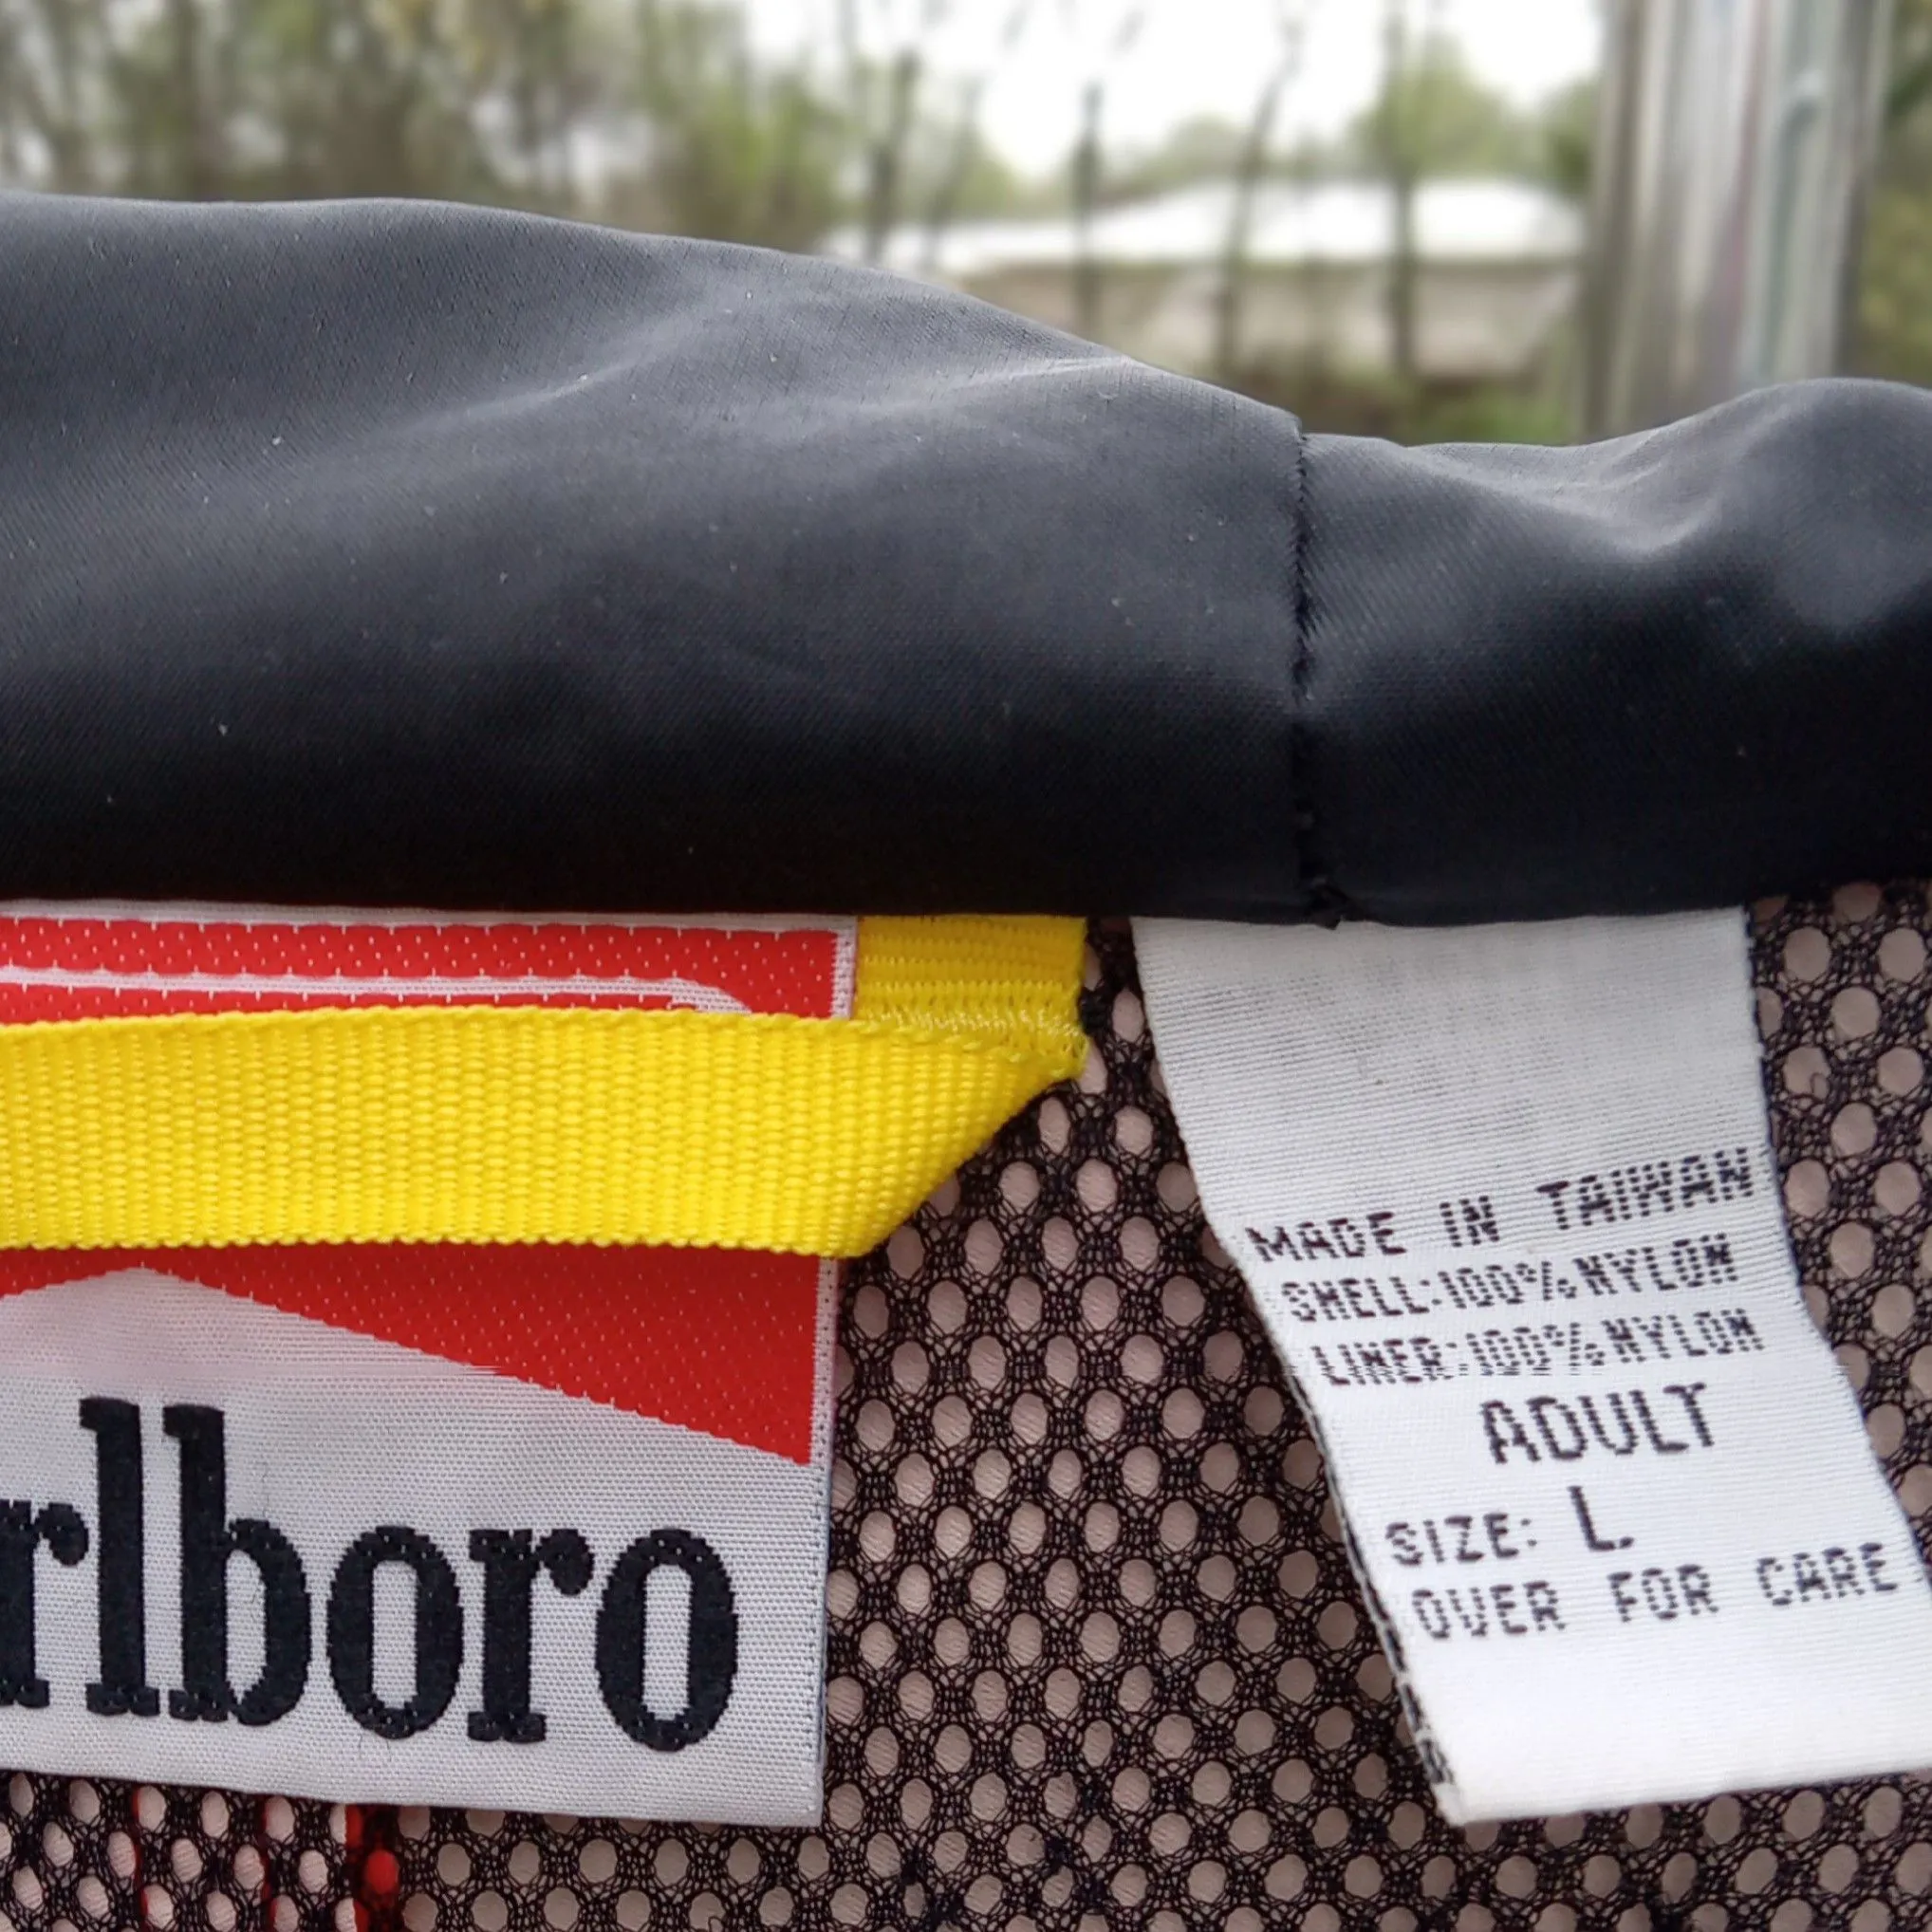 rlboro
MADE IN TAIWAN
SHELL:100%NYLON
LINER:100%NYLON
ADULT
SIZE: L
OVER FOR CARE